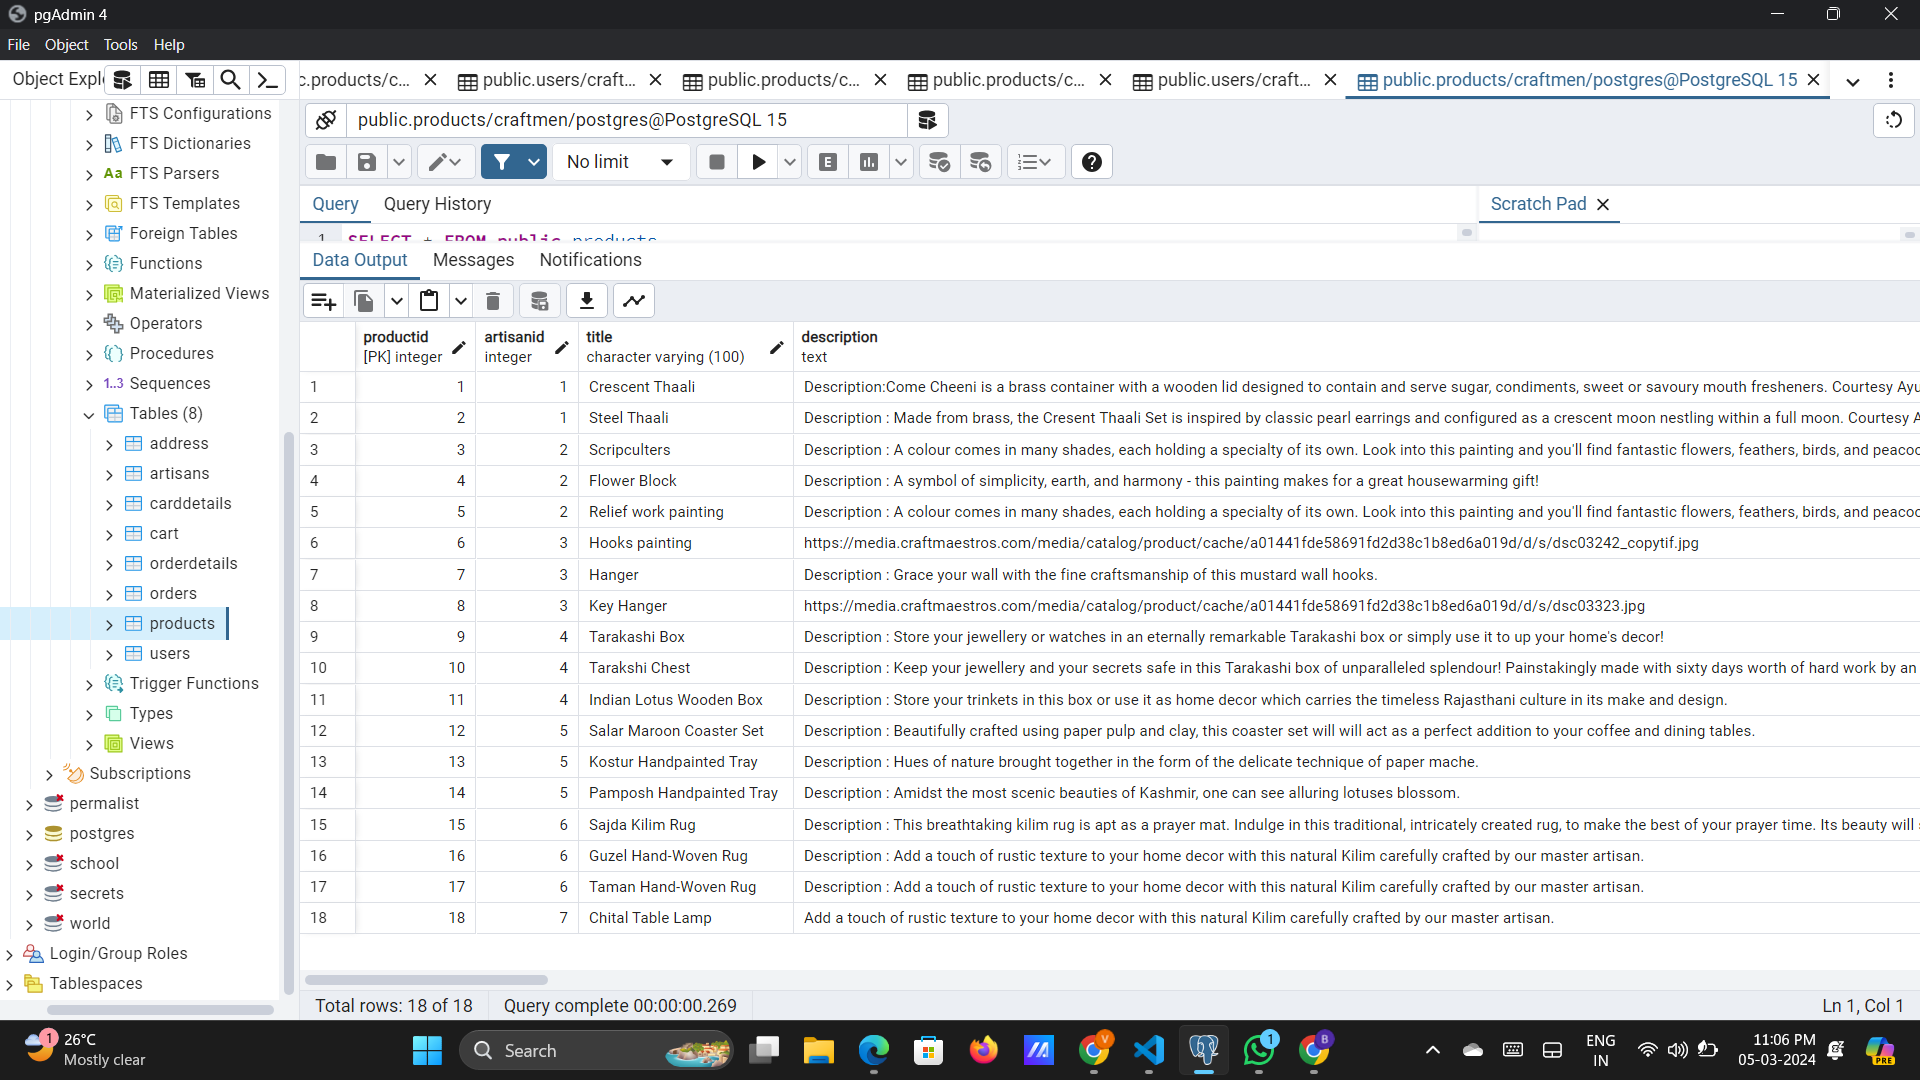 pgAdmin 4
File Object Tools Help
Object Expl
c.products/c...
public.users/craft...
public.products/c...
public.products/c...
public.users/craft...
public.products/craftmen/postgres@PostgreSQL 15
FTS Configurations
FTS Dictionaries
Aa FTS Parsers
FTS Templates
Foreign Tables
Functions
Materialized Views
Operators
Procedures
1..3 Sequences
Tables (8)
address
artisans
carddetails
cart
orderdetails
orders
products
users
Trigger Functions
Types
Views
Subscriptions
permalist
postgres
school
secrets
world
Login/Group Roles
Tablespaces
public.products/craftmen/postgres@PostgreSQL 15
No limit
E
Query Query History
Scratch Pad
1 SELECT * FROM public.products
Data Output Messages Notifications
productid artisanid title description
[PK] integer integer character varying (100) text
1 1 1 Crescent Thaali Description:Come Cheeni is a brass container with a wooden lid designed to contain and serve sugar, condiments, sweet or savoury mouth fresheners. Courtesy Ayu
2 2 1 Steel Thaali Description : Made from brass, the Cresent Thaali Set is inspired by classic pearl earrings and configured as a crescent moon nestling within a full moon. Courtesy A
3 3 2 Scripculters Description : A colour comes in many shades, each holding a specialty of its own. Look into this painting and you'll find fantastic flowers, feathers, birds, and peacoc
4 4 2 Flower Block Description : A symbol of simplicity, earth, and harmony - this painting makes for a great housewarming gift!
5 5 2 Relief work painting Description : A colour comes in many shades, each holding a specialty of its own. Look into this painting and you'll find fantastic flowers, feathers, birds, and peacoc
6 6 3 Hooks painting https://media.craftmaestros.com/media/catalog/product/cache/a01441fde58691fd2d38c1b8ed6a019d/d/s/dsc03242_copytif.jpg
7 7 3 Hanger Description : Grace your wall with the fine craftsmanship of this mustard wall hooks.
8 8 3 Key Hanger https://media.craftmaestros.com/media/catalog/product/cache/a01441fde58691fd2d38c1b8ed6a019d/d/s/dsc03323.jpg
9 9 4 Tarakashi Box Description : Store your jewellery or watches in an eternally remarkable Tarakashi box or simply use it to up your home's decor!
10 10 4 Tarakshi Chest Description : Keep your jewellery and your secrets safe in this Tarakashi box of unparalleled splendour! Painstakingly made with sixty days worth of hard work by an
11 11 4 Indian Lotus Wooden Box Description : Store your trinkets in this box or use it as home decor which carries the timeless Rajasthani culture in its make and design.
12 12 5 Salar Maroon Coaster Set Description : Beautifully crafted using paper pulp and clay, this coaster set will will act as a perfect addition to your coffee and dining tables.
13 13 5 Kostur Handpainted Tray Description : Hues of nature brought together in the form of the delicate technique of paper mache.
14 14 5 Pamposh Handpainted Tray Description : Amidst the most scenic beauties of Kashmir, one can see alluring lotuses blossom.
15 15 6 Sajda Kilim Rug Description : This breathtaking kilim rug is apt as a prayer mat. Indulge in this traditional, intricately created rug, to make the best of your prayer time. Its beauty will
16 16 6 Guzel Hand-Woven Rug Description : Add a touch of rustic texture to your home decor with this natural Kilim carefully crafted by our master artisan.
17 17 6 Taman Hand-Woven Rug Description : Add a touch of rustic texture to your home decor with this natural Kilim carefully crafted by our master artisan.
18 18 7 Chital Table Lamp Add a touch of rustic texture to your home decor with this natural Kilim carefully crafted by our master artisan.
Total rows: 18 of 18 Query complete 00:00:00.269 Ln 1, Col 1
1 26°C
Mostly clear
Search
V
1
B
ENG
IN
11:06 PM
05-03-2024
PRE